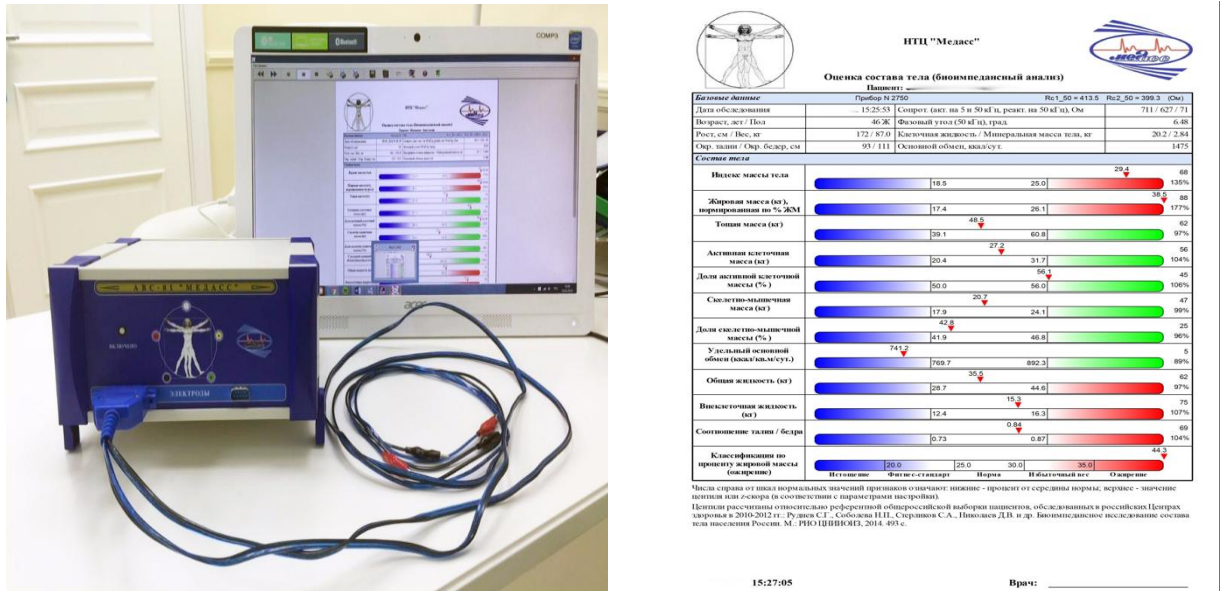 COMP3
Bluetooth
acer
АВС-01 "МЕДАСС"
ВКЛЮЧЕНО
ЭЛЕКТРОДЫ
НТЦ "Медасс"
медасс
Оценка состава тела (биоимпедансный анализ)
Пациент:
Базовые данные Прибор N 2750 Rc1_50 = 413.5 Rc2_50 = 399.3 (Ом)
Дата обследования ... 15:25:53 Сопрот. (акт. на 5 и 50 кГц, реакт. на 50 кГц), Ом 711 / 627 / 71
Возраст, лет / Пол 46 Ж Фазовый угол (50 кГц), град. 6.48
Рост, см / Вес, кг 172 / 87.0 Клеточная жидкость / Минеральная масса тела, кг 20.2 / 2.84
Окр. талии / Окр. бедер, см 93 / 111 Основной обмен, ккал/сут. 1475
Состав тела
Индекс массы тела 29.4 68
18.5 25.0 135%
Жировая масса (кг), 38.5 88
нормированная по % ЖМ 17.4 26.1 177%
Тощая масса (кг) 48.5 62
39.1 60.8 97%
Активная клеточная 27.2 56
масса (кг) 20.4 31.7 104%
Доля активной клеточной 56.1 45
массы (%) 50.0 56.0 106%
Скелетно-мышечная 20.7 47
масса (кг) 17.9 24.1 99%
Доля скелетно-мышечной 42.8 25
массы (%) 41.9 46.8 96%
Удельный основной 741.2 5
обмен (ккал/кв.м/сут.) 769.7 892.3 89%
Общая жидкость (кг) 35.5 62
28.7 44.6 97%
Внеклеточная жидкость 15.3 75
(кг) 12.4 16.3 107%
Соотношение талия / бедра 0.84 69
0.73 0.87 104%
Классификация по 44.3
проценту жировой массы 20.0 25.0 30.0 35.0
(ожирение) Истощение Фитнес-стандарт Норма Избыточный вес Ожирение
Числа справа от шкал нормальных значений признаков означают: нижние - процент от середины нормы; верхнее - значение
центиля или z-скора (в соответствии с параметрами настройки).
Центили рассчитаны относительно референтной общероссийской выборки пациентов, обследованных в российских Центрах
здоровья в 2010-2012 гг.: Руднев С.Г., Соболева Н.П., Стерликов С.А., Николаев Д.В. и др. Биоимпедансное исследование состава
тела населения России. М.: РИО ЦНИИОИЗ, 2014. 493 с.
15:27:05 Врач: